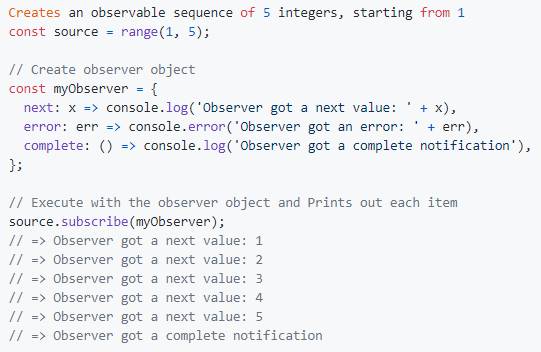 Creates an observable sequence of 5 integers, starting from 1
const source = range(1, 5);
// Create observer object
const myObserver = {
next: x => console.log('Observer got a next value: ' + x),
error: err => console.error('Observer got an error: ' + err),
complete: () => console.log('Observer got a complete notification'),
};
// Execute with the observer object and Prints out each item
source.subscribe(myObserver);
// => Observer got a next value: 1
// => Observer got a next value: 2
// => Observer got a next value: 3
// => Observer got a next value: 4
// => Observer got a next value: 5
// => Observer got a complete notification